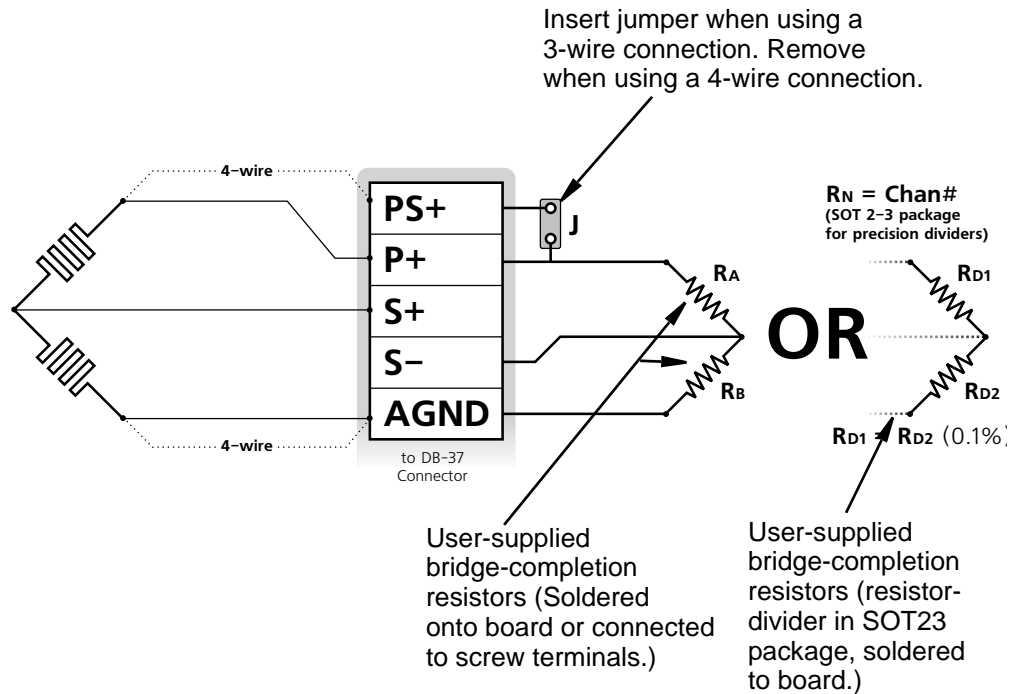 Insert jumper when using a
3-wire connection. Remove
when using a 4-wire connection.
4-wire
PS+
P+
S+
S-
AGND
4-wire
to DB-37
Connector
J
RA
RB
OR
RN = Chan#
(SOT 2-3 package
for precision dividers)
RD1
RD2
RD1 = RD2 (0.1%)
User-supplied
bridge-completion
resistors (Soldered
onto board or connected
to screw terminals.)
User-supplied
bridge-completion
resistors (resistor-
divider in SOT23
package, soldered
to board.)